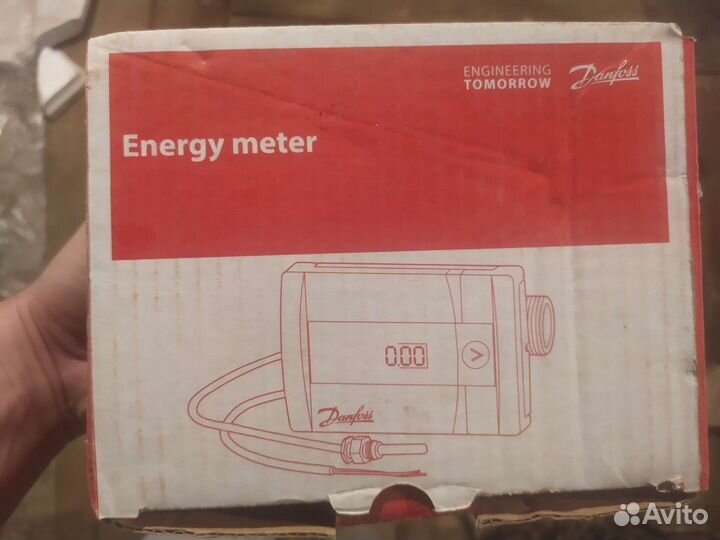 ENGINEERING
TOMORROW
Danfoss
Energy meter
0.00
Danfoss
Avito